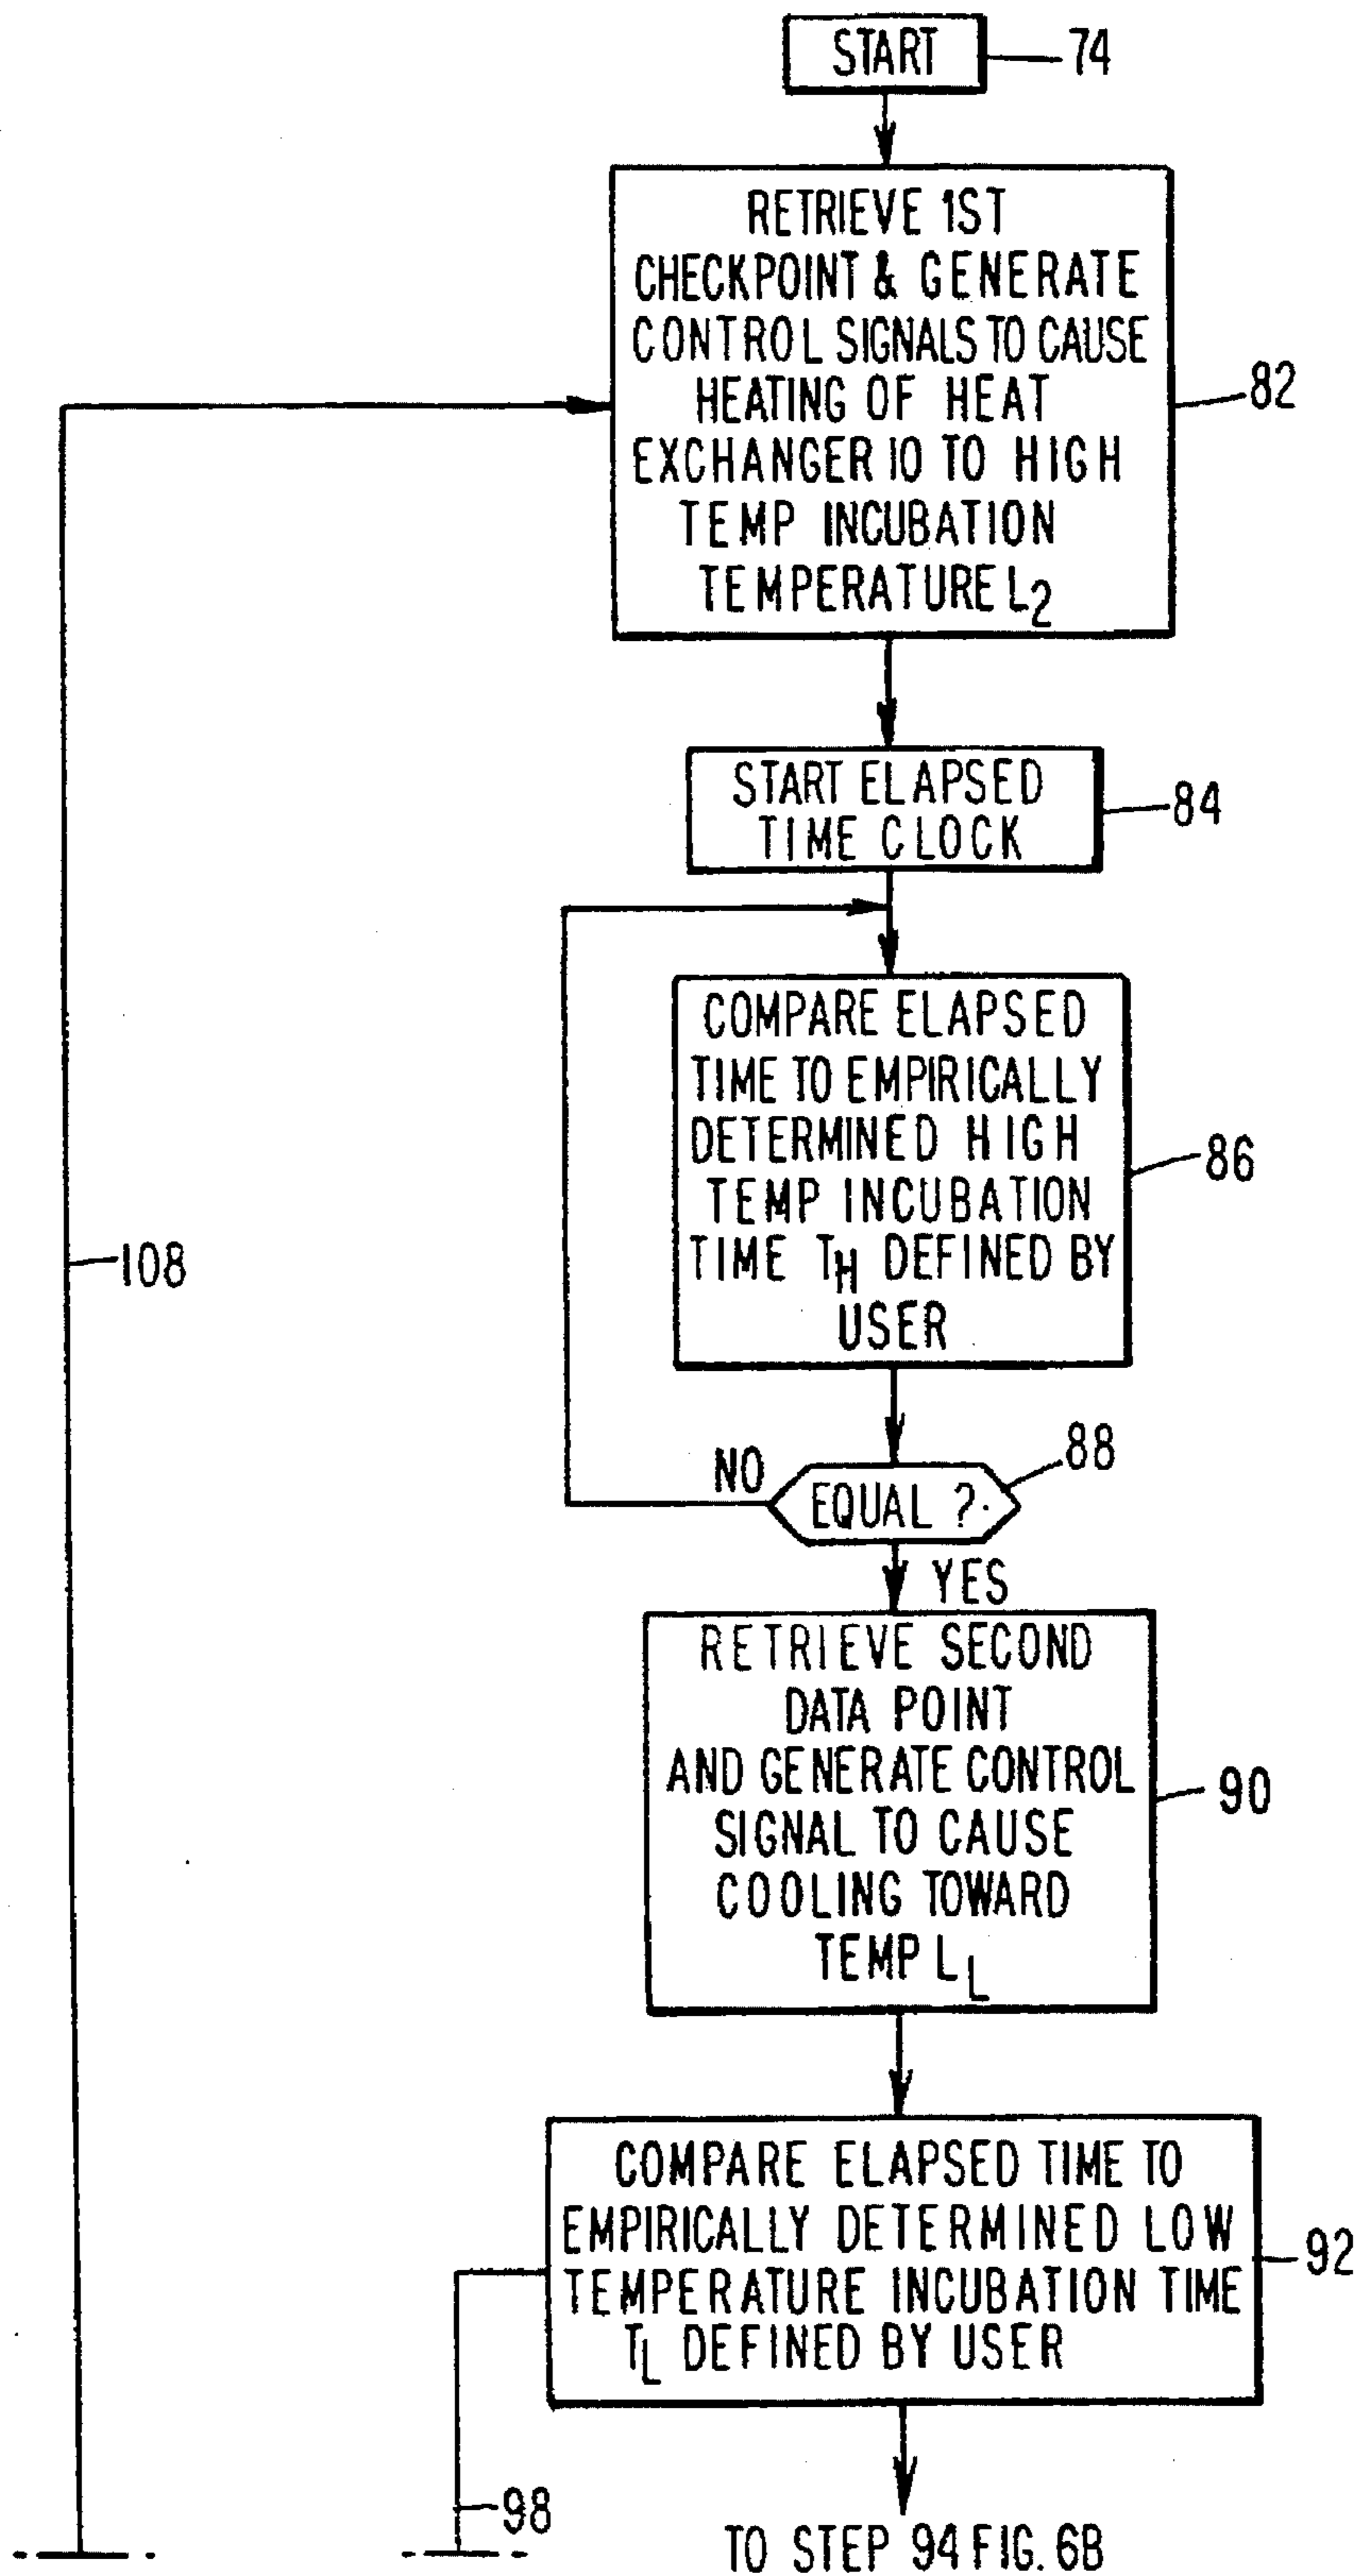 START
74
RETRIEVE 1ST
CHECKPOINT & GENERATE
CONTROL SIGNALS TO CAUSE
HEATING OF HEAT
EXCHANGER 10 TO HIGH
TEMP INCUBATION
TEMPERATURE L2
82
START ELAPSED
TIME CLOCK
84
COMPARE ELAPSED
TIME TO EMPIRICALLY
DETERMINED HIGH
TEMP INCUBATION
TIME TH DEFINED BY
USER
86
108
NO
EQUAL ?
88
YES
RETRIEVE SECOND
DATA POINT
AND GENERATE CONTROL
SIGNAL TO CAUSE
COOLING TOWARD
TEMP LL
90
COMPARE ELAPSED TIME TO
EMPIRICALLY DETERMINED LOW
TEMPERATURE INCUBATION TIME
TL DEFINED BY USER
92
98
TO STEP 94 FIG. 6B